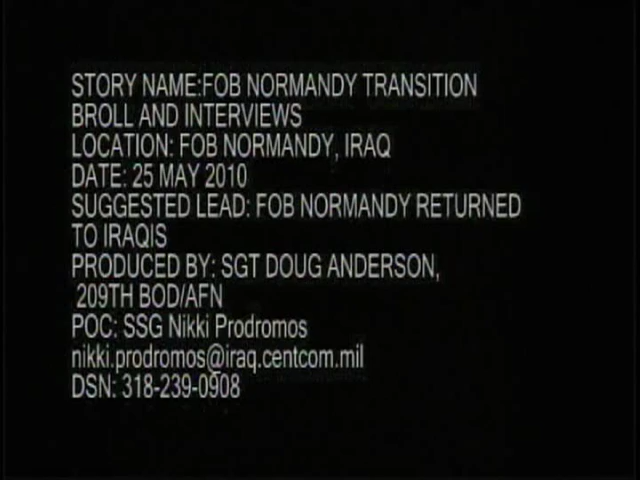 STORY NAME:FOB NORMANDY TRANSITION
BROLL AND INTERVIEWS
LOCATION: FOB NORMANDY, IRAQ
DATE: 25 MAY 2010
SUGGESTED LEAD: FOB NORMANDY RETURNED
TO IRAQIS
PRODUCED BY: SGT DOUG ANDERSON,
209TH BOD/AFN
POC: SSG Nikki Prodromos
nikki.prodromos@iraq.centcom.mil
DSN: 318-239-0908